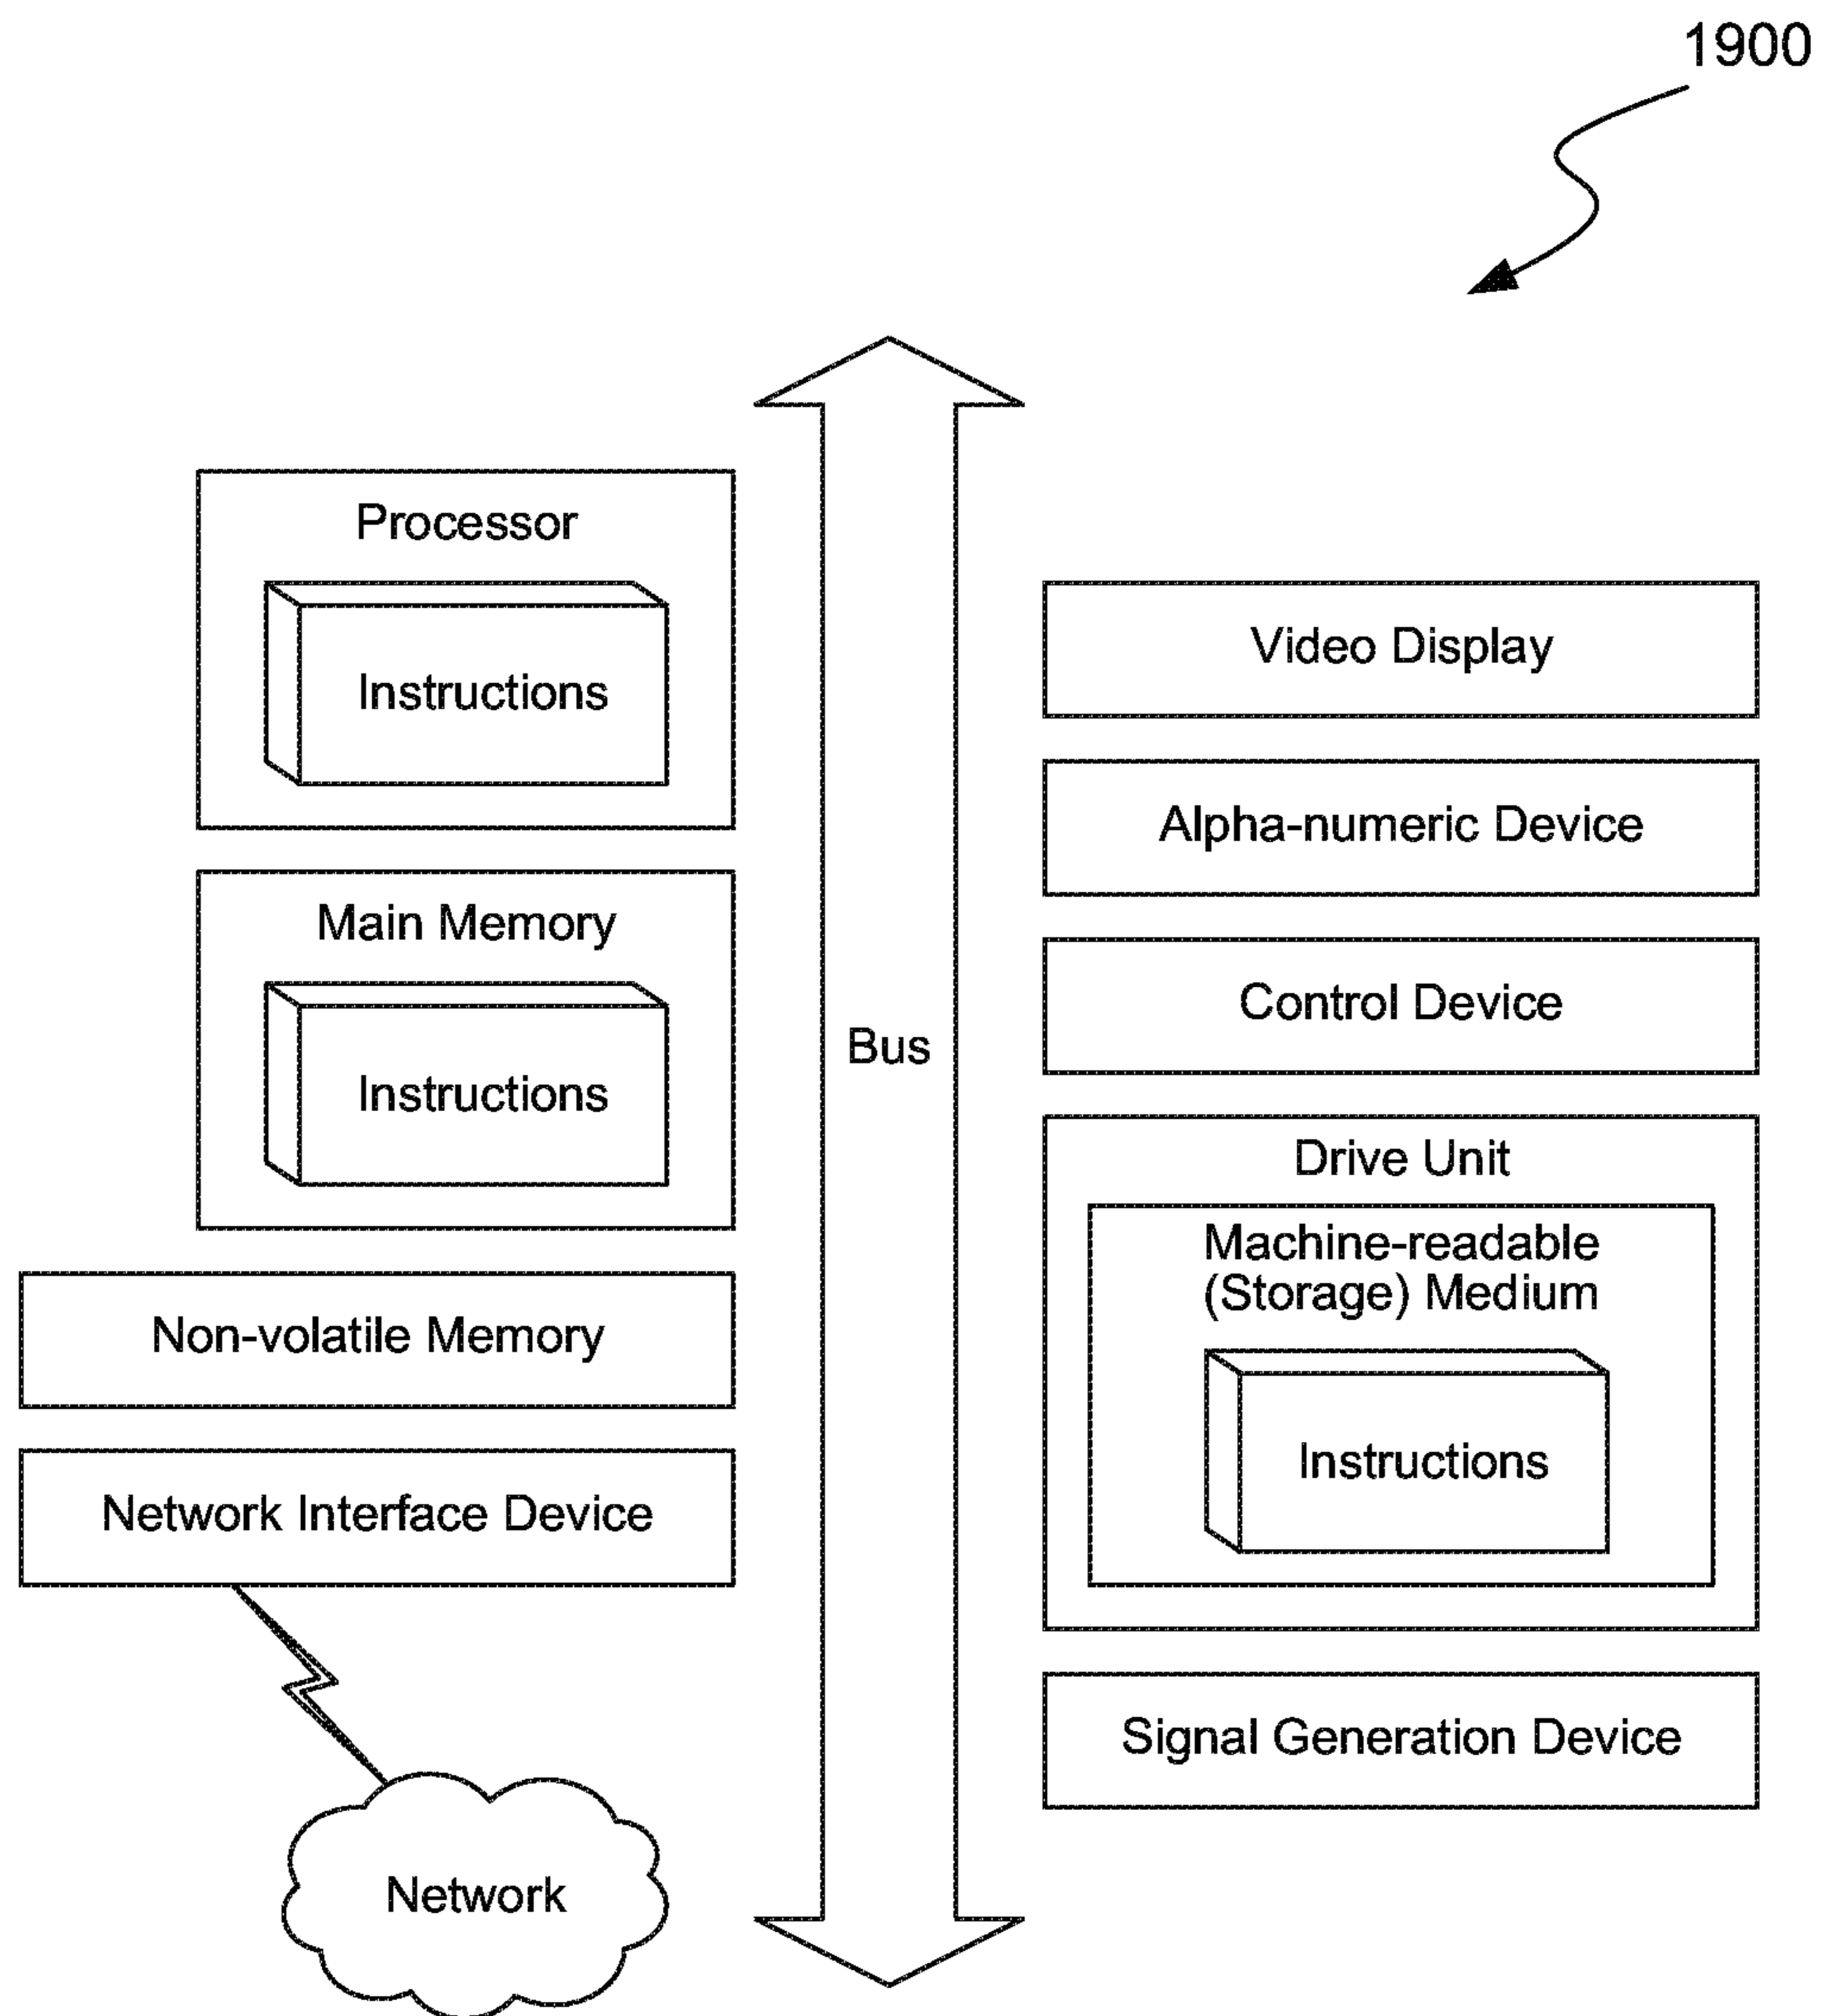 1900
Processor
Instructions
Main Memory
Instructions
Non-volatile Memory
Network Interface Device
Network
Bus
Video Display
Alpha-numeric Device
Control Device
Drive Unit
Machine-readable
(Storage) Medium
Instructions
Signal Generation Device